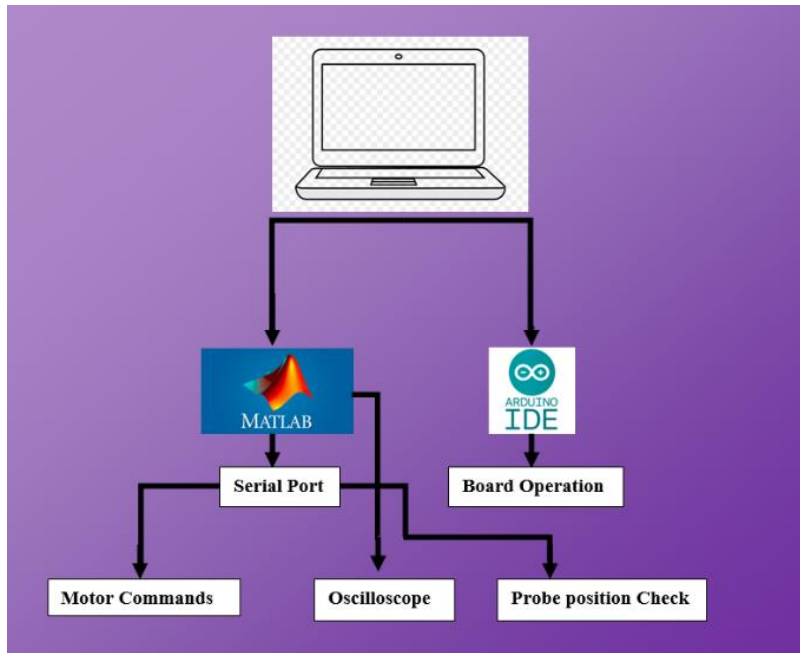 MATLAB
ARDUINO
IDE
Serial Port
Board Operation
Motor Commands
Oscilloscope
Probe position Check